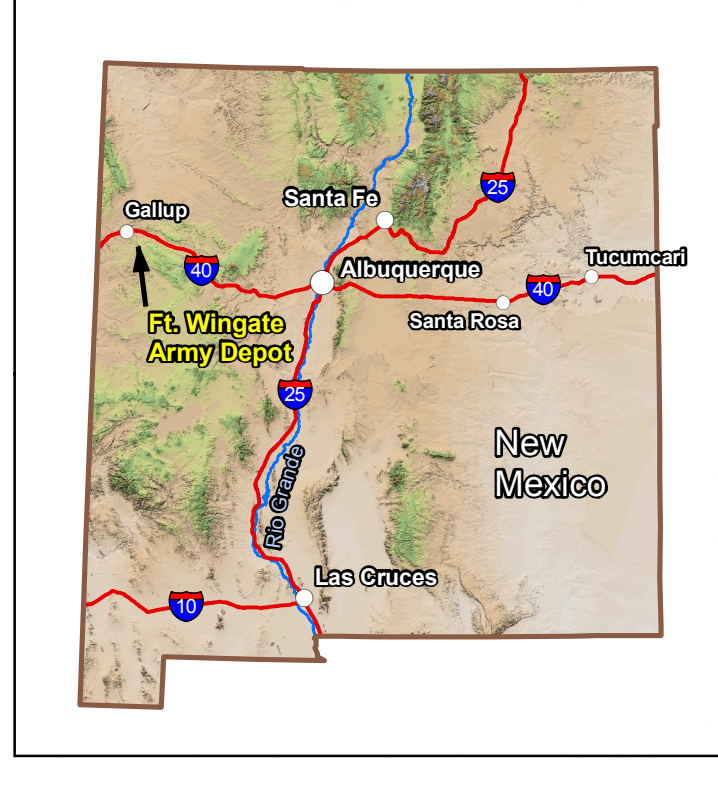 25
Santa Fe
Gallup
Tucumcari
40
Albuquerque
40
Santa Rosa
Ft. Wingate
Army Depot
25
New
Mexico
Rio Grande
Las Cruces
10